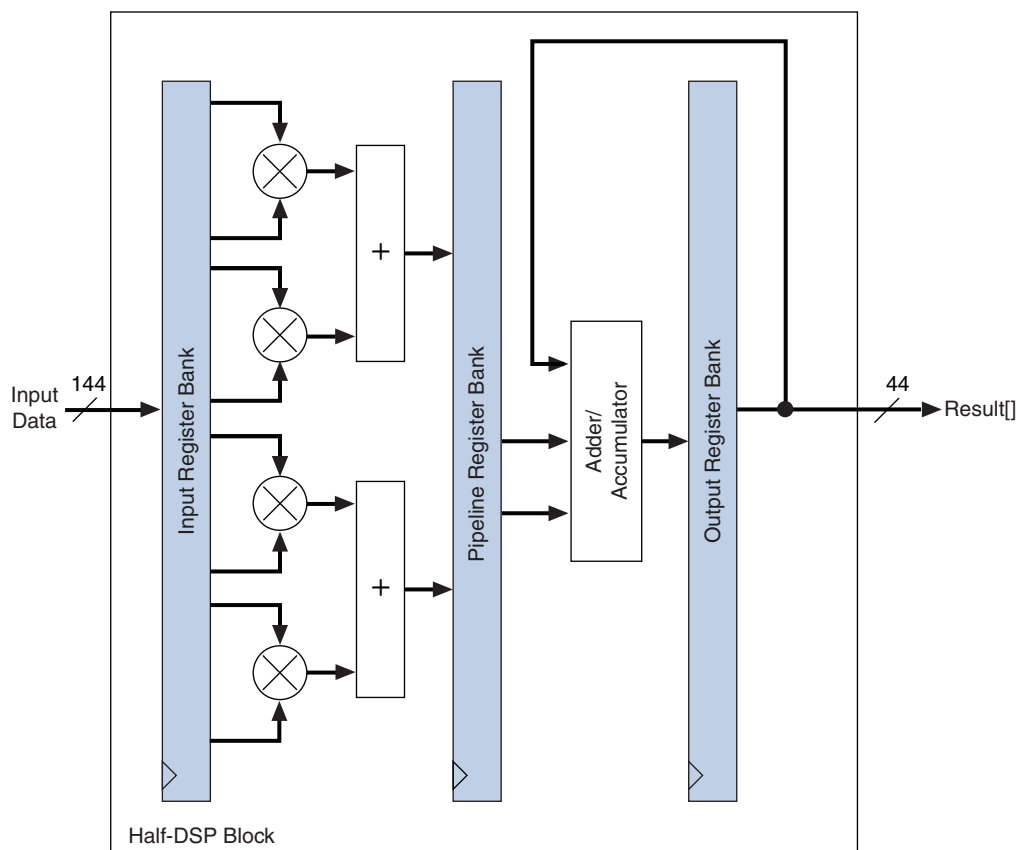 Input
Data
144
Input Register Bank
+
+
Pipeline Register Bank
Adder/
Accumulator
Output Register Bank
44
Result[]
Half-DSP Block